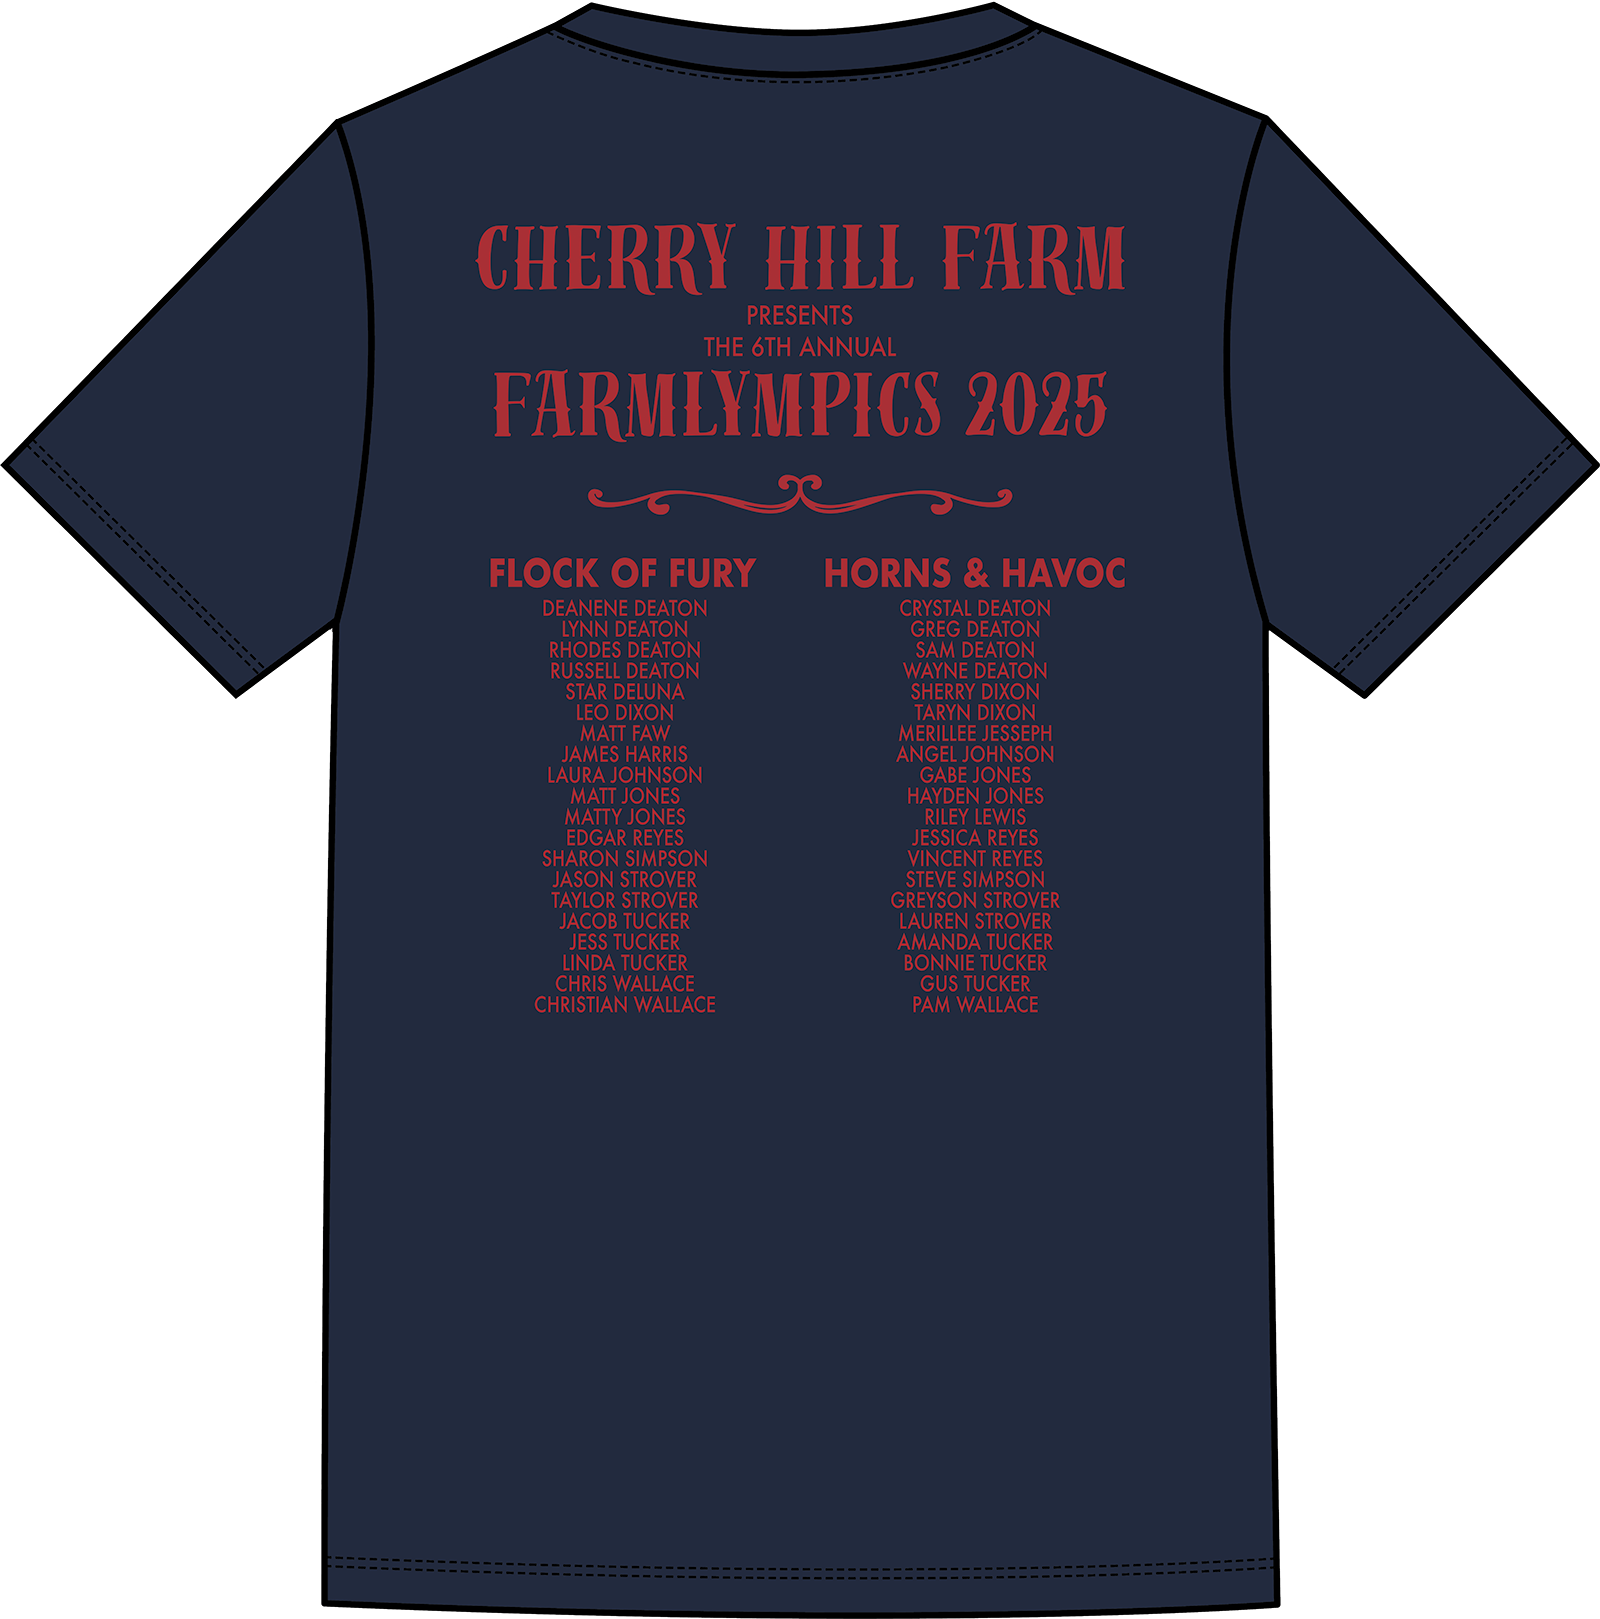 CHERRY HILL FARM
PRESENTS
THE 6TH ANNUAL
FARMLYMPICS 2025
FLOCK OF FURY
DEANENE DEATON
LYNN DEATON
RHODES DEATON
RUSSELL DEATON
STAR DELUNA
LEO DIXON
MATT FAW
JAMES HARRIS
LAURA JOHNSON
MATT JONES
MATTY JONES
EDGAR REYES
SHARON SIMPSON
JASON STROVER
TAYLOR STROVER
JACOB TUCKER
JESS TUCKER
LINDA TUCKER
CHRIS WALLACE
CHRISTIAN WALLACE
HORNS & HAVOC
CRYSTAL DEATON
GREG DEATON
SAM DEATON
WAYNE DEATON
SHERRY DIXON
TARYN DIXON
MERILLEE JESSEPH
ANGEL JOHNSON
GABE JONES
HAYDEN JONES
RILEY LEWIS
JESSICA REYES
VINCENT REYES
STEVE SIMPSON
GREYSON STROVER
LAUREN STROVER
AMANDA TUCKER
BONNIE TUCKER
GUS TUCKER
PAM WALLACE